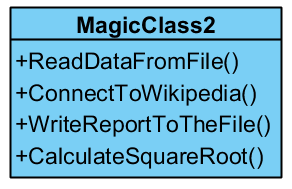 MagicClass2
+ReadDataFromFile()
+ConnectToWikipedia()
+WriteReportToTheFile()
+CalculateSquareRoot()